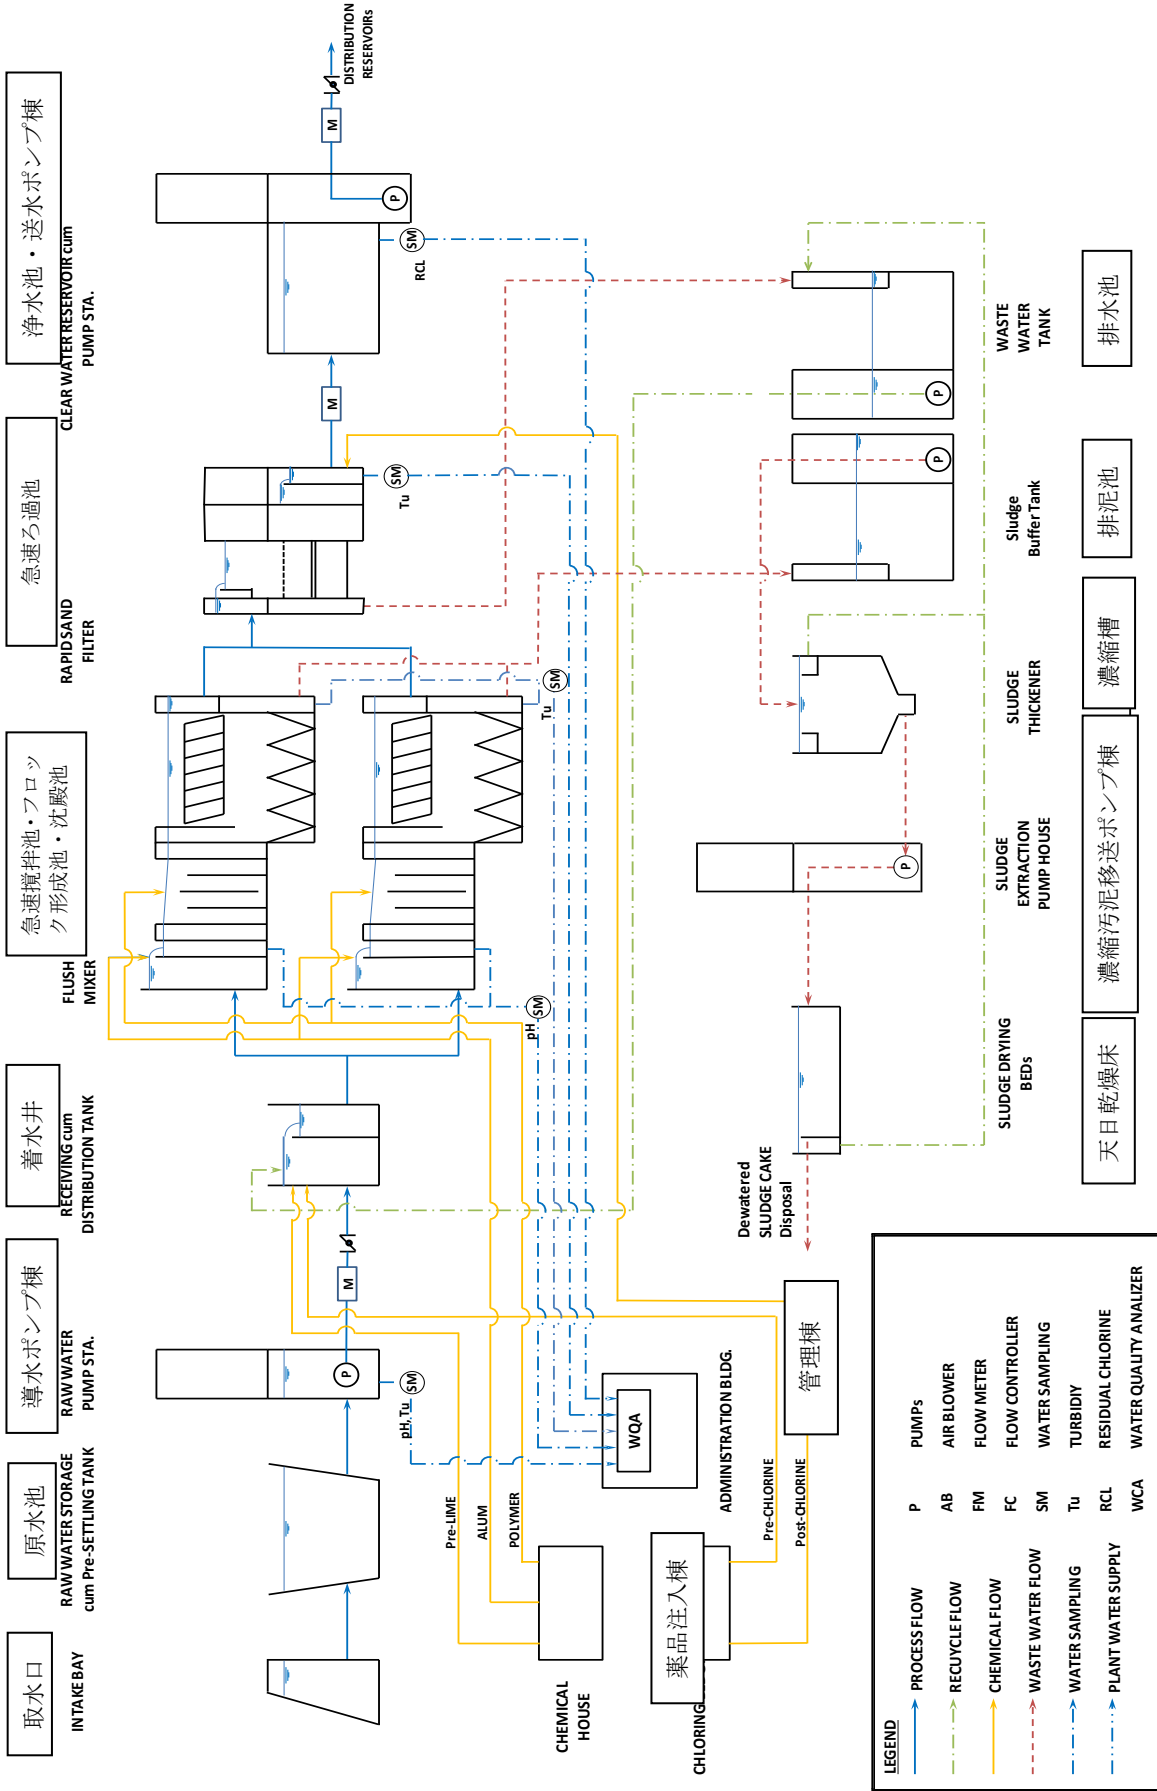 取水口
INTAKE BAY
原水池
RAW WATER STORAGE
cum Pre-SETTLING TANK
導水ポンプ棟
RAW WATER
PUMP STA.
着水井
RECEIVING cum
DISTRIBUTION TANK
急速撹拌池・フロッ
ク形成池・沈殿池
FLUSH
MIXER
急速ろ過池
RAPID SAND
FILTER
浄水池・送水ポンプ棟
CLEAR WATER RESERVOIR cum
PUMP STA.
P
M
M
P
M
DISTRIBUTION
RESERVOIRs
SM
pH, Tu
SM
pH
SM
Tu
SM
Tu
SM
RCL
Pre-LIME
ALUM
POLYMER
CHEMICAL
HOUSE
WQA
ADMINISTRATION BLDG.
薬品注入棟
CHLORING
Pre-CHLORINE
Post-CHLORINE
管理棟
Dewatered
SLUDGE CAKE
Disposal
P
P
P
SLUDGE DRYING
BEDs
天日乾燥床
SLUDGE
EXTRACTION
PUMP HOUSE
濃縮汚泥移送ポンプ棟
SLUDGE
THICKENER
濃縮槽
Sludge
Buffer Tank
排泥池
WASTE
WATER
TANK
排水池
LEGEND
PROCESS FLOW
RECUYCLE FLOW
CHEMICAL FLOW
WASTE WATER FLOW
WATER SAMPLING
PLANT WATER SUPPLY
P PUMPs
AB AIR BLOWER
FM FLOW METER
FC FLOW CONTROLLER
SM WATER SAMPLING
Tu TURBIDIY
RCL RESIDUAL CHLORINE
WCA WATER QUALITY ANALIZER